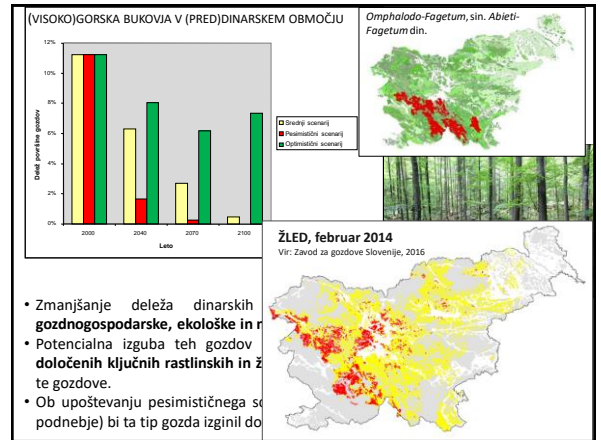 (VISOKO)GORSKA BUKOVJA V (PRED)DINARSKEM OBMOČJU
Omphalodo-Fagetum, sin. Abieti-
Fagetum din.
12%
10%
8%
6%
4%
2%
0%
Delež površine gozdov
2000
2040
2070
2100
Leto
Srednji scenarij
Pesimistični scenarij
Optimistični scenarij
ŽLED, februar 2014
Vir: Zavod za gozdove Slovenije, 2016
• Zmanjšanje deleža dinarskih
gozdnogospodarske, ekološke in
• Potencialna izguba teh gozdov
določenih ključnih rastlinskih in
te gozdove.
• Ob upoštevanju pesimističnega
podnebje) bi ta tip gozda izginil do